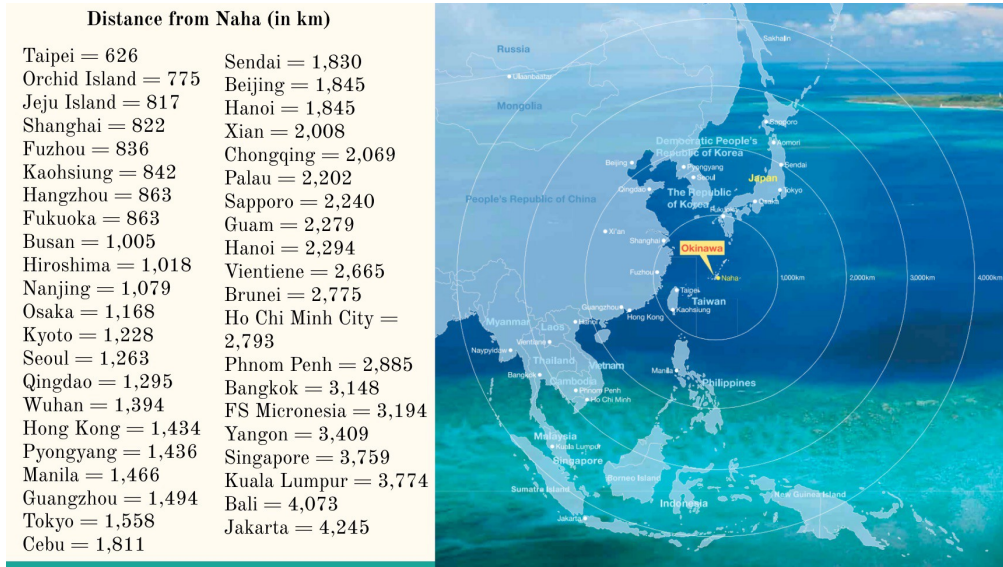 Distance from Naha (in km)
Taipei = 626
Orchid Island = 775
Jeju Island = 817
Shanghai = 822
Fuzhou = 836
Kaohsiung = 842
Hangzhou = 863
Fukuoka = 863
Busan = 1,005
Hiroshima = 1,018
Nanjing = 1,079
Osaka = 1,168
Kyoto = 1,228
Seoul = 1,263
Qingdao = 1,295
Wuhan = 1,394
Hong Kong = 1,434
Pyongyang = 1,436
Manila = 1,466
Guangzhou = 1,494
Tokyo = 1,558
Cebu = 1,811
Sendai = 1,830
Beijing = 1,845
Hanoi = 1,845
Xian = 2,008
Chongqing = 2,069
Palau = 2,202
Sapporo = 2,240
Guam = 2,279
Hanoi = 2,294
Vientiene = 2,665
Brunei = 2,775
Ho Chi Minh City =
2,793
Phnom Penh = 2,885
Bangkok = 3,148
FS Micronesia = 3,194
Yangon = 3,409
Singapore = 3,759
Kuala Lumpur = 3,774
Bali = 4,073
Jakarta = 4,245
Sakhalin
Russia
Ulaanbaatar
Mongolia
Sapporo
Democratic People's
Republic of Korea
Aomori
Beijing
Pyongyang
Sendai
Seoul
Japan
Qingdao
The Republic
of Korea
Tokyo
People's Republic of China
Osaka
Fukuoka
Xi'an
Shanghai
Okinawa
Fuzhou
Naha
1,000km
2,000km
3,000km
4,000km
Taipei
Taiwan
Guangzhou
Kaohsiung
Hong Kong
Myanmar
Laos
Hanoi
Vientiane
Naypyidaw
Thailand
Vietnam
Bangkok
Manila
Cambodia
Philippines
Phnom Penh
Ho Chi Minh
Malaysia
Kuala Lumpur
Singapore
Borneo Island
Sumatra Island
New Guinea Island
Indonesia
Jakarta